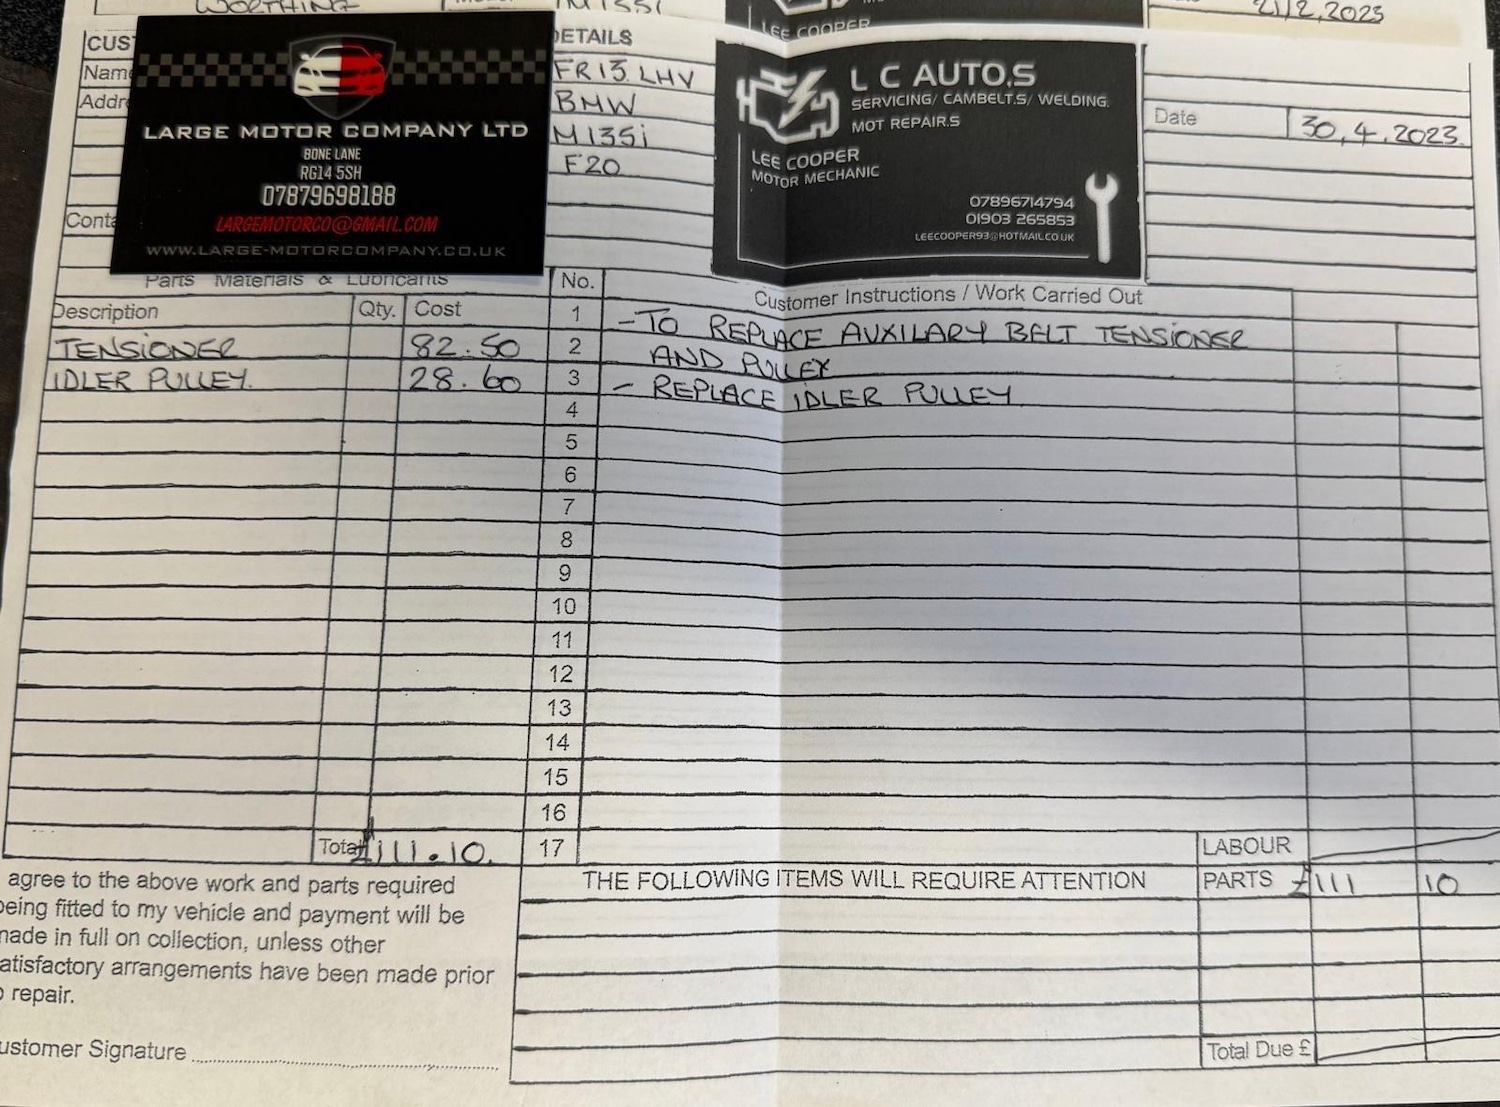 WORTHING
M135i
LEE COOPER
21/2,2023
CUS
DETAILS
Name
FR13 LHV
Addre
BMW
M135i
F20
Conta
LARGE MOTOR COMPANY LTD
BONE LANE
RG14 5SH
07879698188
LARGEMOTORCO@GMAIL.COM
WWW.LARGE-MOTORCOMPANY.CO.UK
L C AUTO,S
SERVICING/ CAMBELT,S/ WELDING.
MOT REPAIR.S
LEE COOPER
MOTOR MECHANIC
07896714794
01903 265853
LEECOOPER93@HOTMAIL.CO.UK
Date 30,4,2023.
Parts Materials & Lubricants No. Customer Instructions / Work Carried Out
Description Qty. Cost 1 -TO REPLACE AUXILARY BELT TENSIONER
TENSIONER 82.50 2 AND PULLEY
IDLER PULLEY. 28.60 3 - REPLACE IDLER PULLEY
4
5
6
7
8
9
10
11
12
13
14
15
16
Total £111.10. 17 LABOUR
THE FOLLOWING ITEMS WILL REQUIRE ATTENTION PARTS £111 10
agree to the above work and parts required
being fitted to my vehicle and payment will be
made in full on collection, unless other
atisfactory arrangements have been made prior
o repair.
ustomer Signature
Total Due £